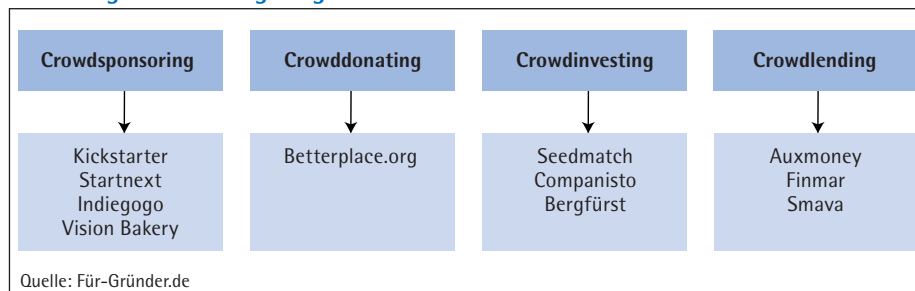 Crowdsponsoring
Crowddonating
Crowdinvesting
Crowdlending
Kickstarter
Startnext
Indiegogo
Vision Bakery
Betterplace.org
Seedmatch
Companisto
Bergfürst
Auxmoney
Finmar
Smava
Quelle: Für-Gründer.de